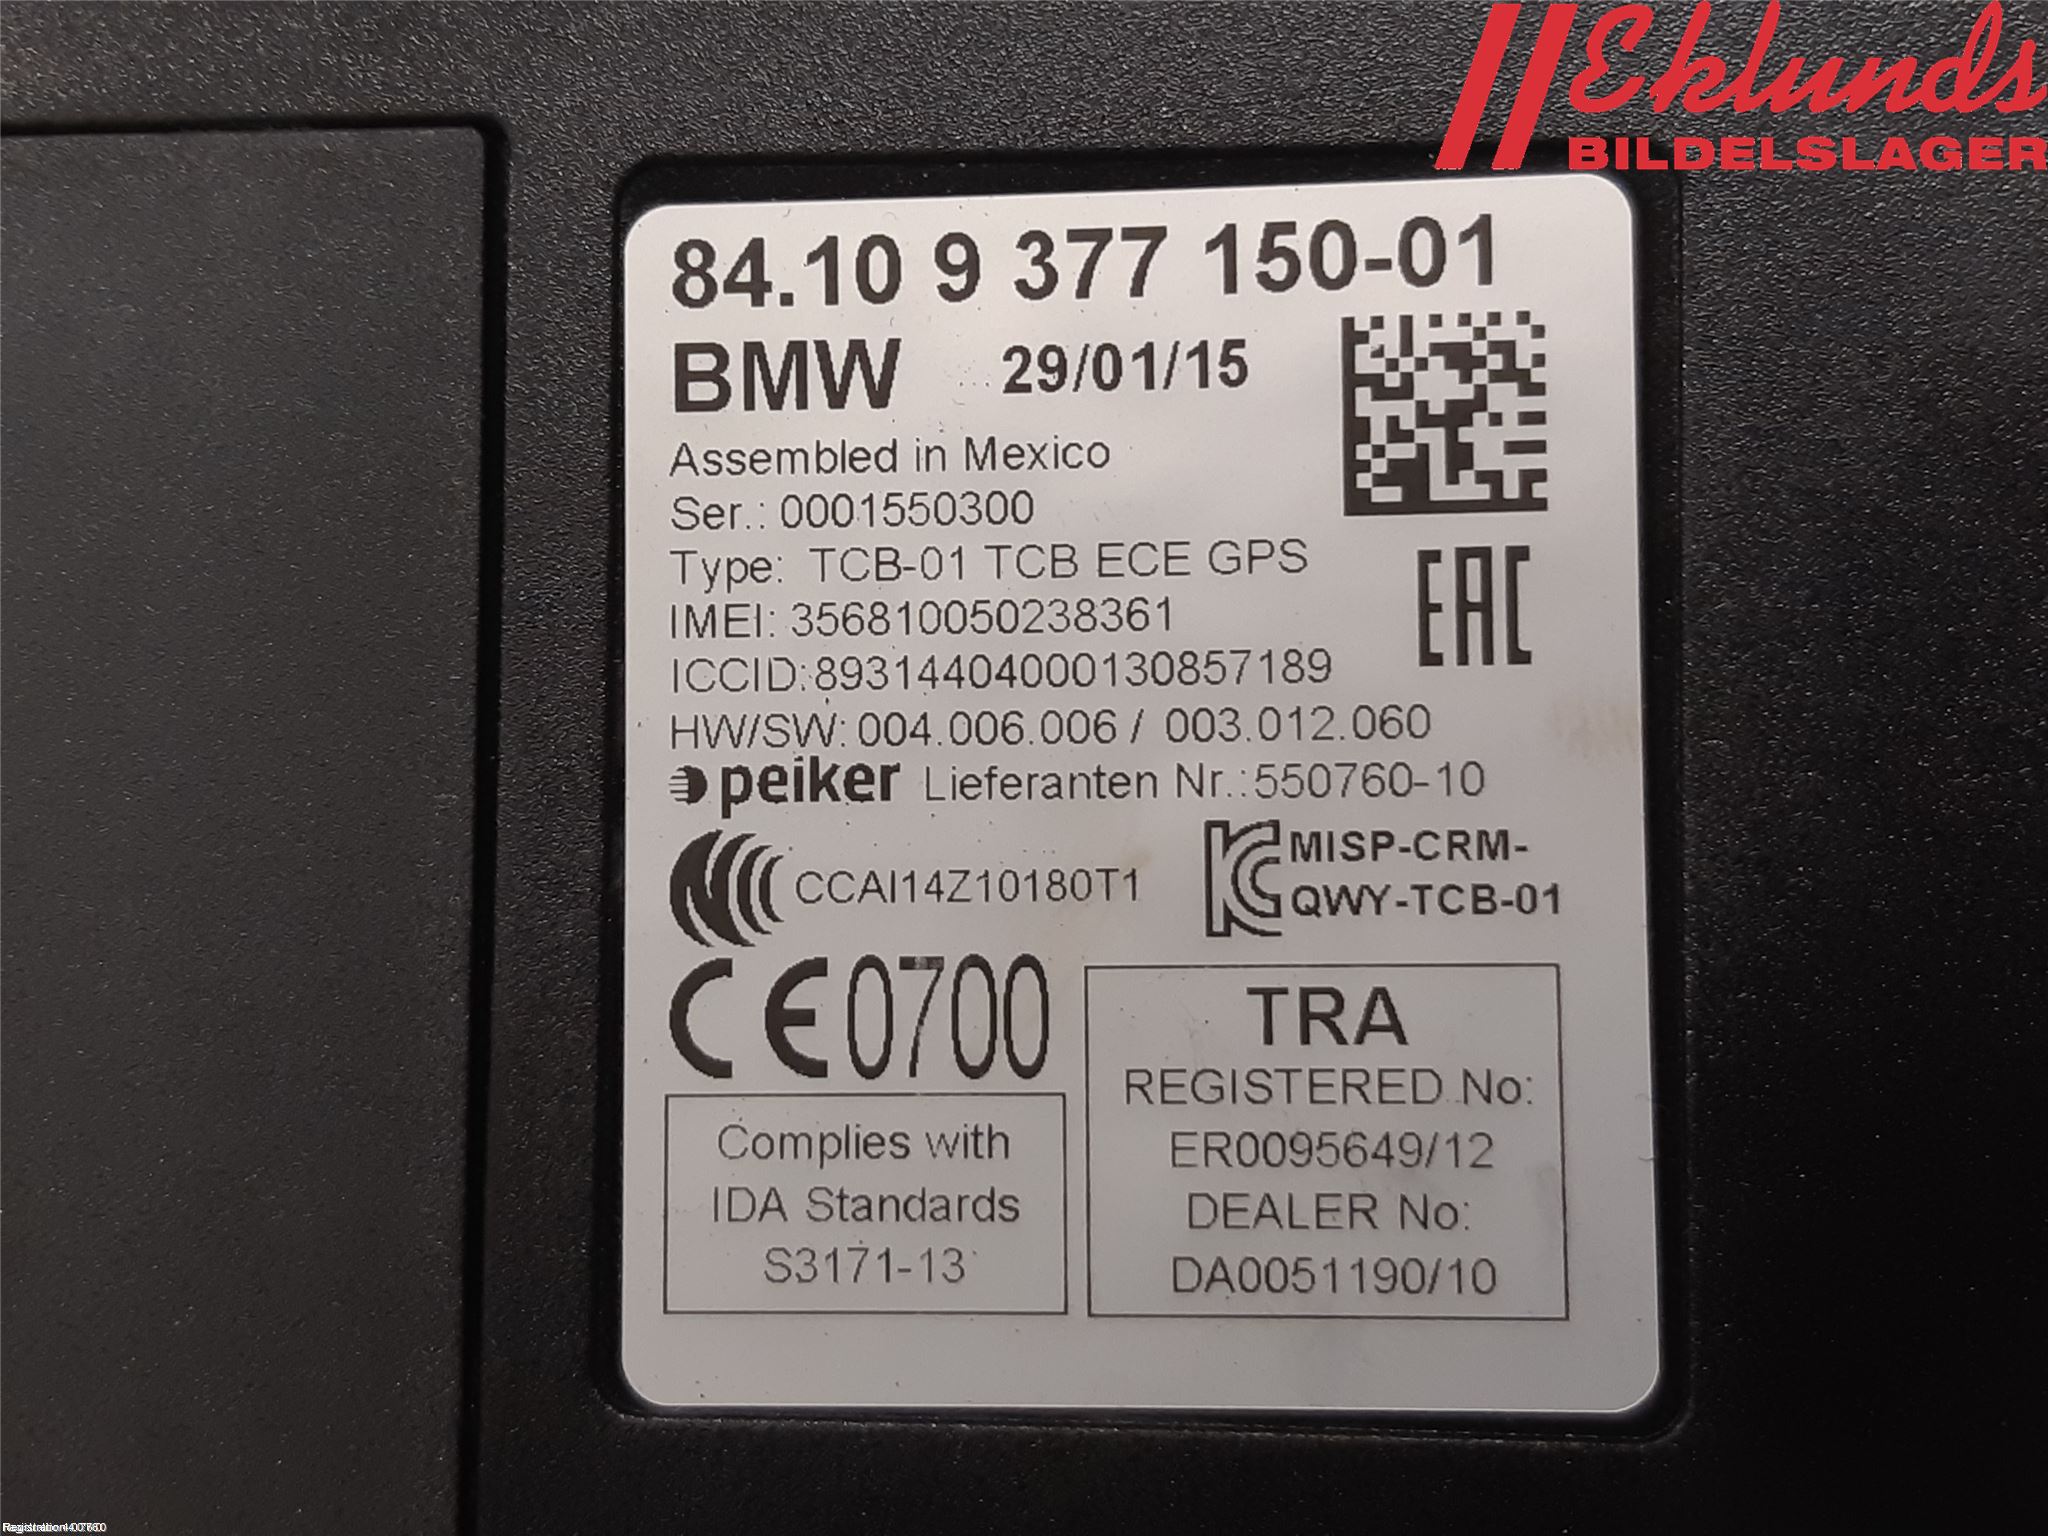 Eklunds
BILDELSLAGER
84.10 9 377 150-01
BMW 29/01/15
Assembled in Mexico
Ser.: 0001550300
Type: TCB-01 TCB ECE GPS
IMEI: 356810050238361
ICCID:89314404000130857189
HW/SW: 004.006.006 / 003.012.060
peiker Lieferanten Nr.:550760-10
EAC
CCAI14Z10180T1
MISP-CRM-
QWY-TCB-01
CE0700
Complies with
IDA Standards
S3171-13
TRA
REGISTERED No:
ER0095649/12
DEALER No:
DA0051190/10